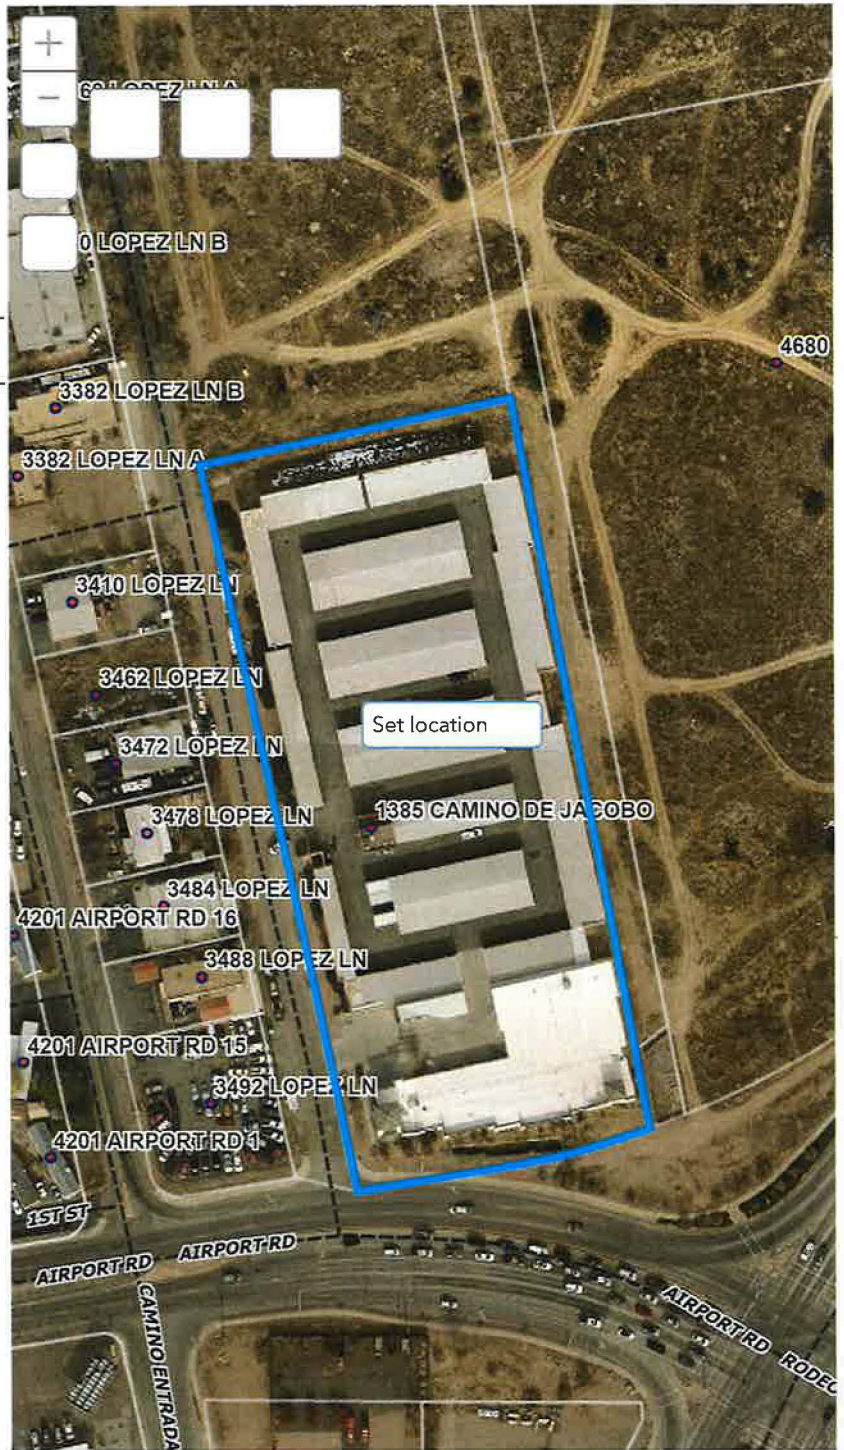 +
−
0 LOPEZ LN B
4680
3382 LOPEZ LN B
3382 LOPEZ LN A
3410 LOPEZ LN
3462 LOPEZ LN
Set location
3472 LOPEZ LN
1385 CAMINO DE JACOBO
3478 LOPEZ LN
3484 LOPEZ LN
4201 AIRPORT RD 16
3488 LOPEZ LN
4201 AIRPORT RD 15
3492 LOPEZ LN
4201 AIRPORT RD 1
1ST ST
AIRPORT RD
AIRPORT RD
AIRPORT RD
RODEO
CAMINO ENTRADA